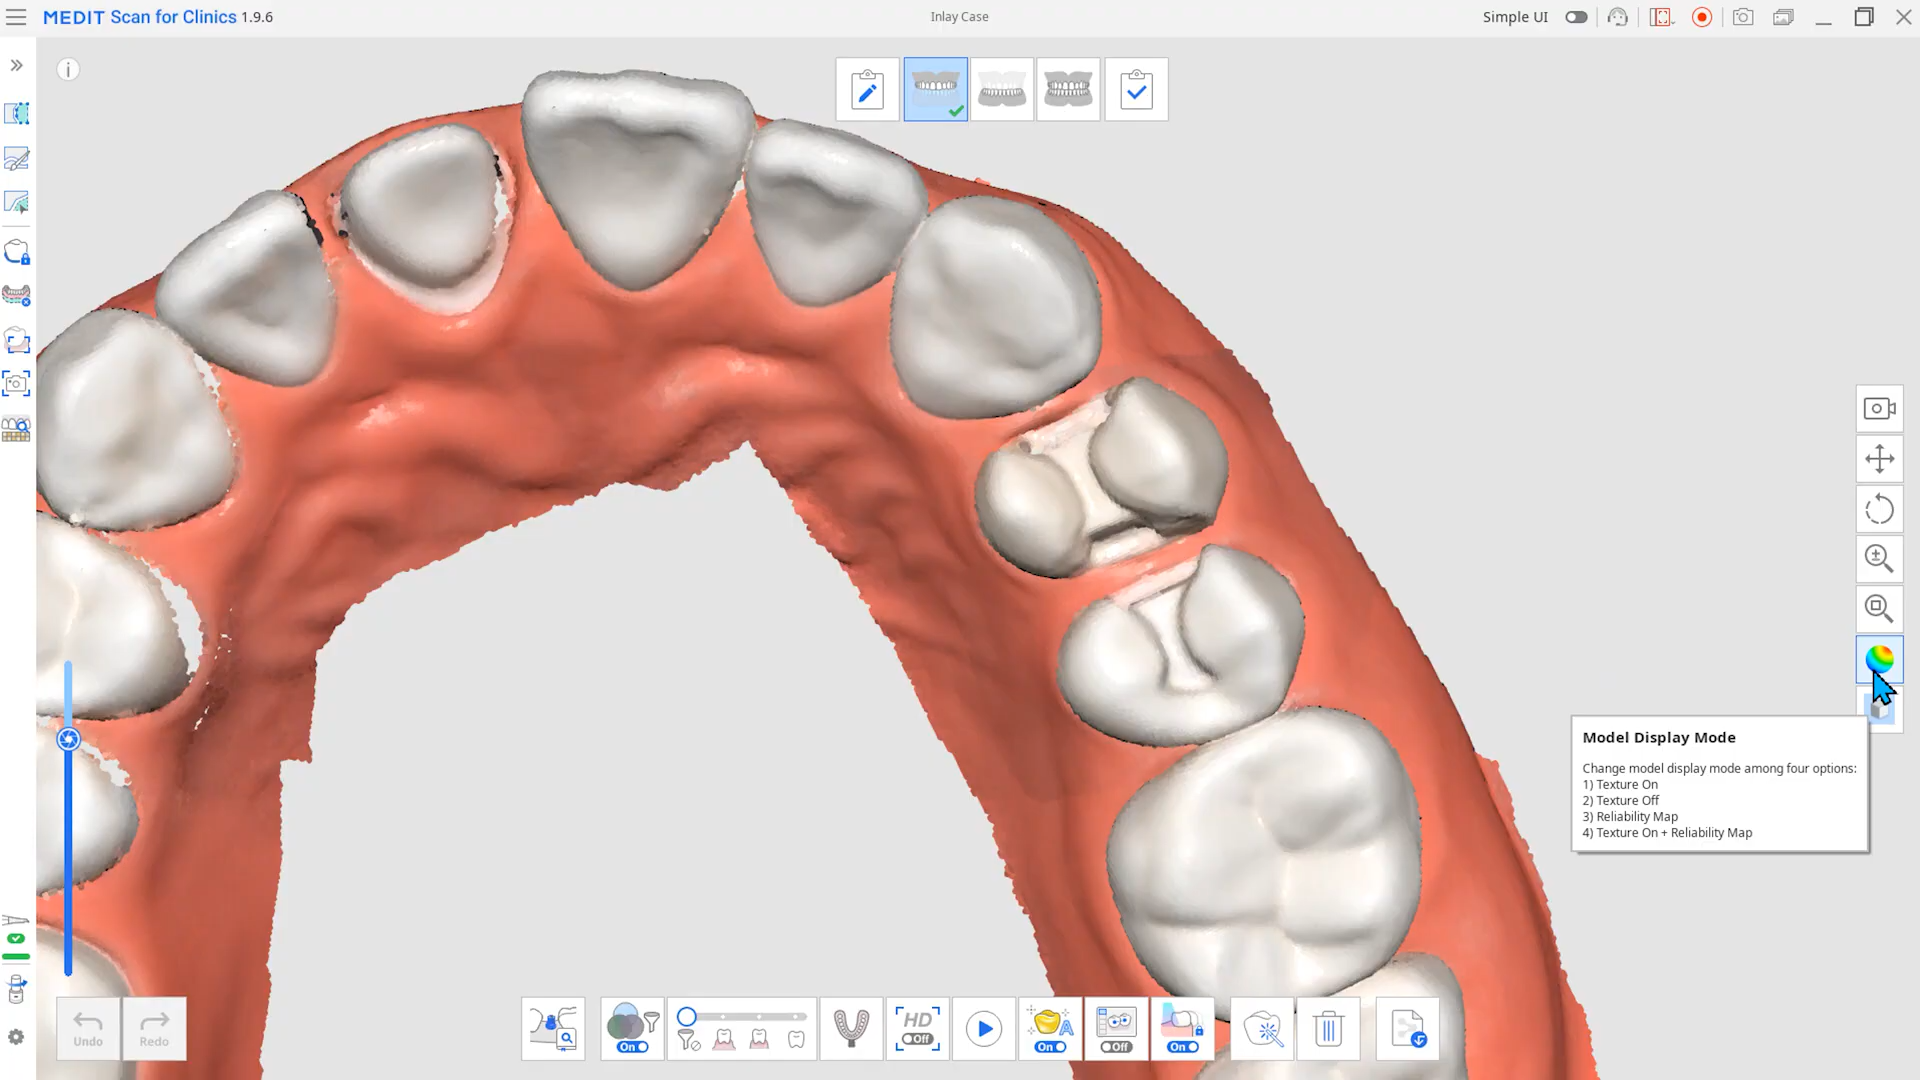 MEDIT Scan for Clinics 1.9.6
Inlay Case
Simple UI
i
Model Display Mode
Change model display mode among four options:
1) Texture On
2) Texture Off
3) Reliability Map
4) Texture On + Reliability Map
Undo
Redo
On
HD
Off
A
On
Off
On